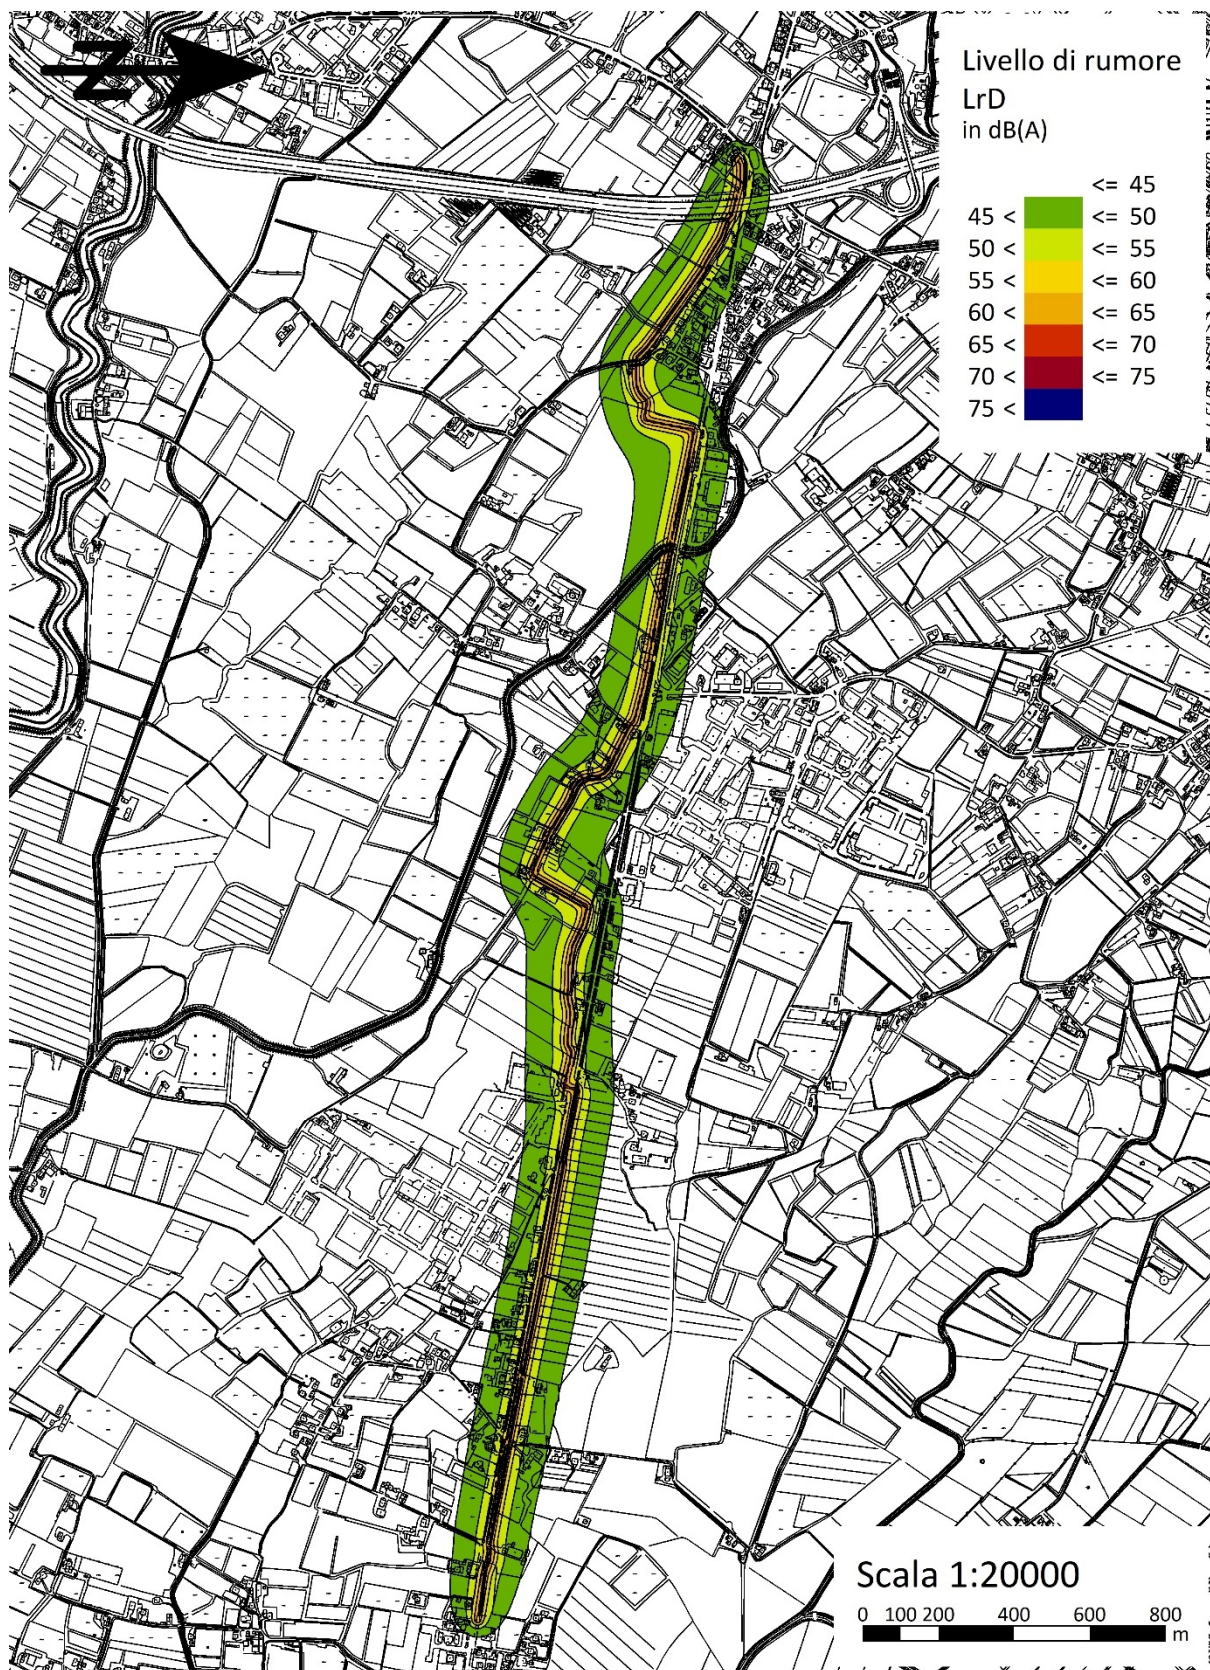 N
Livello di rumore
LrD
in dB(A)
<= 45
45 < <= 50
50 < <= 55
55 < <= 60
60 < <= 65
65 < <= 70
70 < <= 75
75 <
Scala 1:20000
0 100 200 400 600 800 m